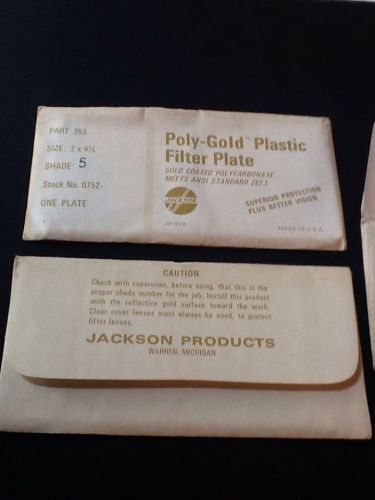 PART 353
SIZE: 2 x 4¼
SHADE: 5
Stock No. 0752-
ONE PLATE
Poly-Gold™ Plastic
Filter Plate
GOLD COATED POLYCARBONATE
MEETS ANSI STANDARD Z87.1
JACKSON
SUPERIOR PROTECTION
PLUS BETTER VISION
MADE IN U.S.A.
CAUTION
Check with supervisor, before using, that this is the
proper shade number for the job. Install this product
with the reflective gold surface toward the work.
Clear cover lenses must always be used, to protect
filter lenses.
JACKSON PRODUCTS
WARREN, MICHIGAN